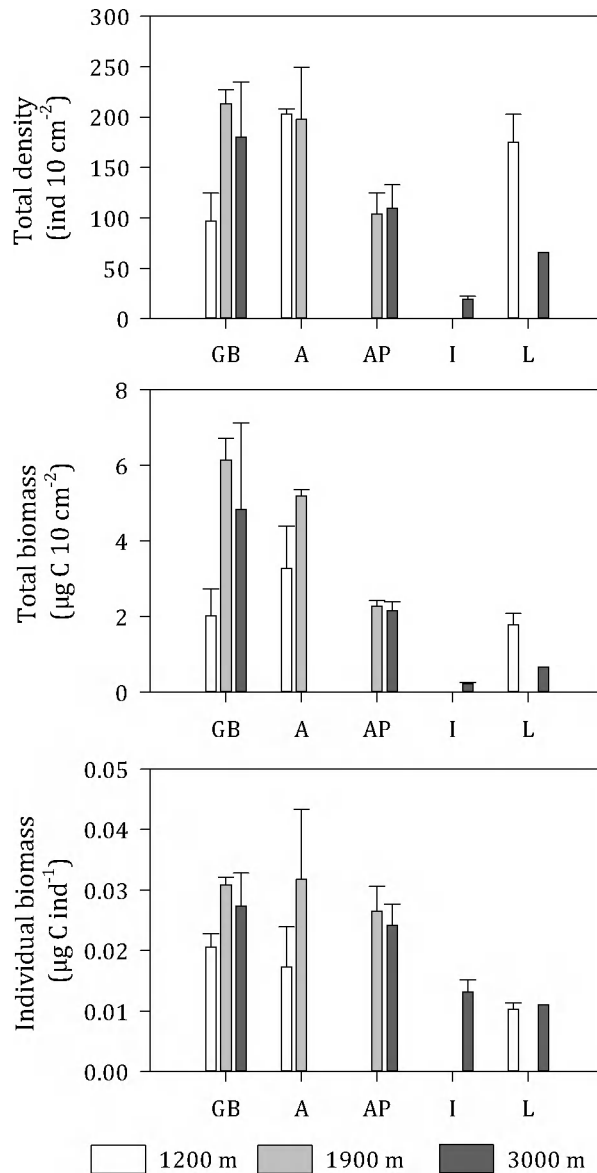 Total density
(ind 10 cm⁻²)
300
250
200
150
100
50
0
GB A AP I L
Total biomass
(µg C 10 cm⁻²)
8
6
4
2
0
GB A AP I L
Individual biomass
(µg C ind⁻¹)
0.05
0.04
0.03
0.02
0.01
0.00
GB A AP I L
1200 m 1900 m 3000 m